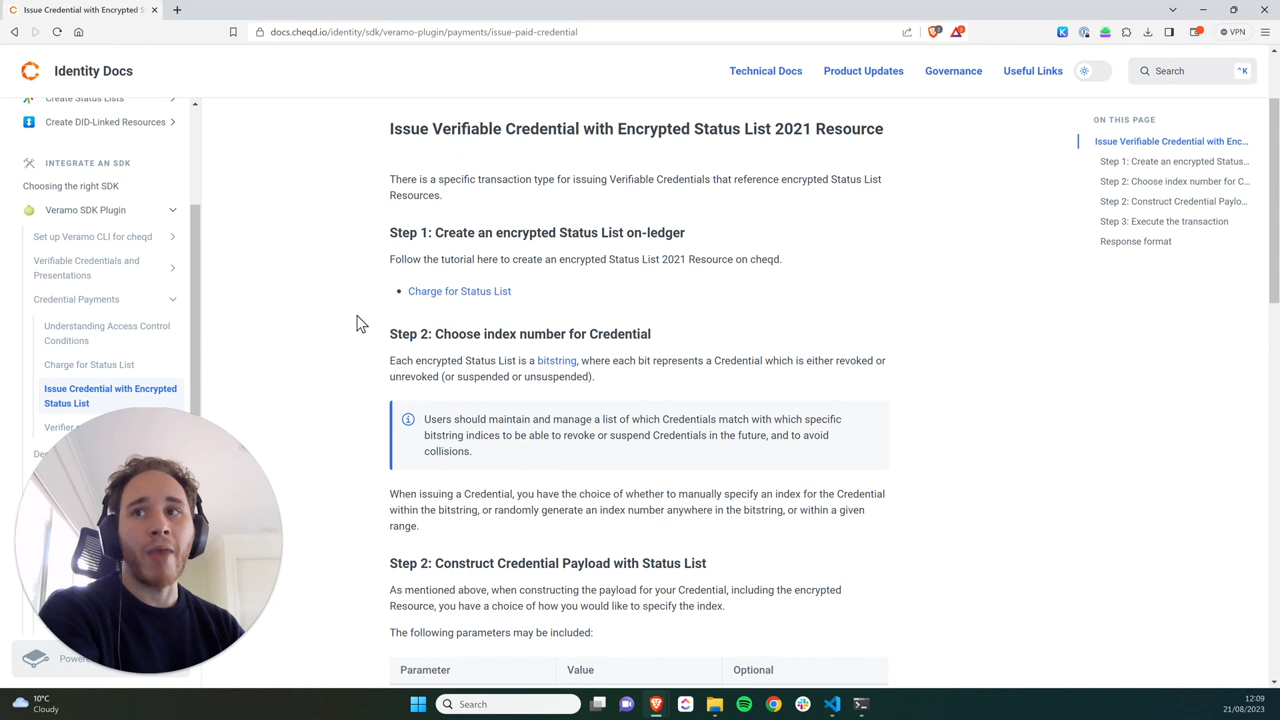 Issue Credential with Encrypted S
docs.cheqd.io/identity/sdk/veramo-plugin/payments/issue-paid-credential
VPN
Identity Docs
Technical Docs
Product Updates
Governance
Useful Links
Search
^K
Create Status Lists
Create DID-Linked Resources
INTEGRATE AN SDK
Choosing the right SDK
Veramo SDK Plugin
Set up Veramo CLI for cheqd
Verifiable Credentials and
Presentations
Credential Payments
Understanding Access Control
Conditions
Charge for Status List
Issue Credential with Encrypted
Status List
Verifier
De
Powe
Issue Verifiable Credential with Encrypted Status List 2021 Resource
There is a specific transaction type for issuing Verifiable Credentials that reference encrypted Status List
Resources.
Step 1: Create an encrypted Status List on-ledger
Follow the tutorial here to create an encrypted Status List 2021 Resource on cheqd.
• Charge for Status List
Step 2: Choose index number for Credential
Each encrypted Status List is a bitstring, where each bit represents a Credential which is either revoked or
unrevoked (or suspended or unsuspended).
Users should maintain and manage a list of which Credentials match with which specific
bitstring indices to be able to revoke or suspend Credentials in the future, and to avoid
collisions.
When issuing a Credential, you have the choice of whether to manually specify an index for the Credential
within the bitstring, or randomly generate an index number anywhere in the bitstring, or within a given
range.
Step 2: Construct Credential Payload with Status List
As mentioned above, when constructing the payload for your Credential, including the encrypted
Resource, you have a choice of how you would like to specify the index.
The following parameters may be included:
Parameter
Value
Optional
ON THIS PAGE
Issue Verifiable Credential with Enc...
Step 1: Create an encrypted Status...
Step 2: Choose index number for C...
Step 2: Construct Credential Paylo...
Step 3: Execute the transaction
Response format
10°C
Cloudy
Search
12:09
21/08/2023